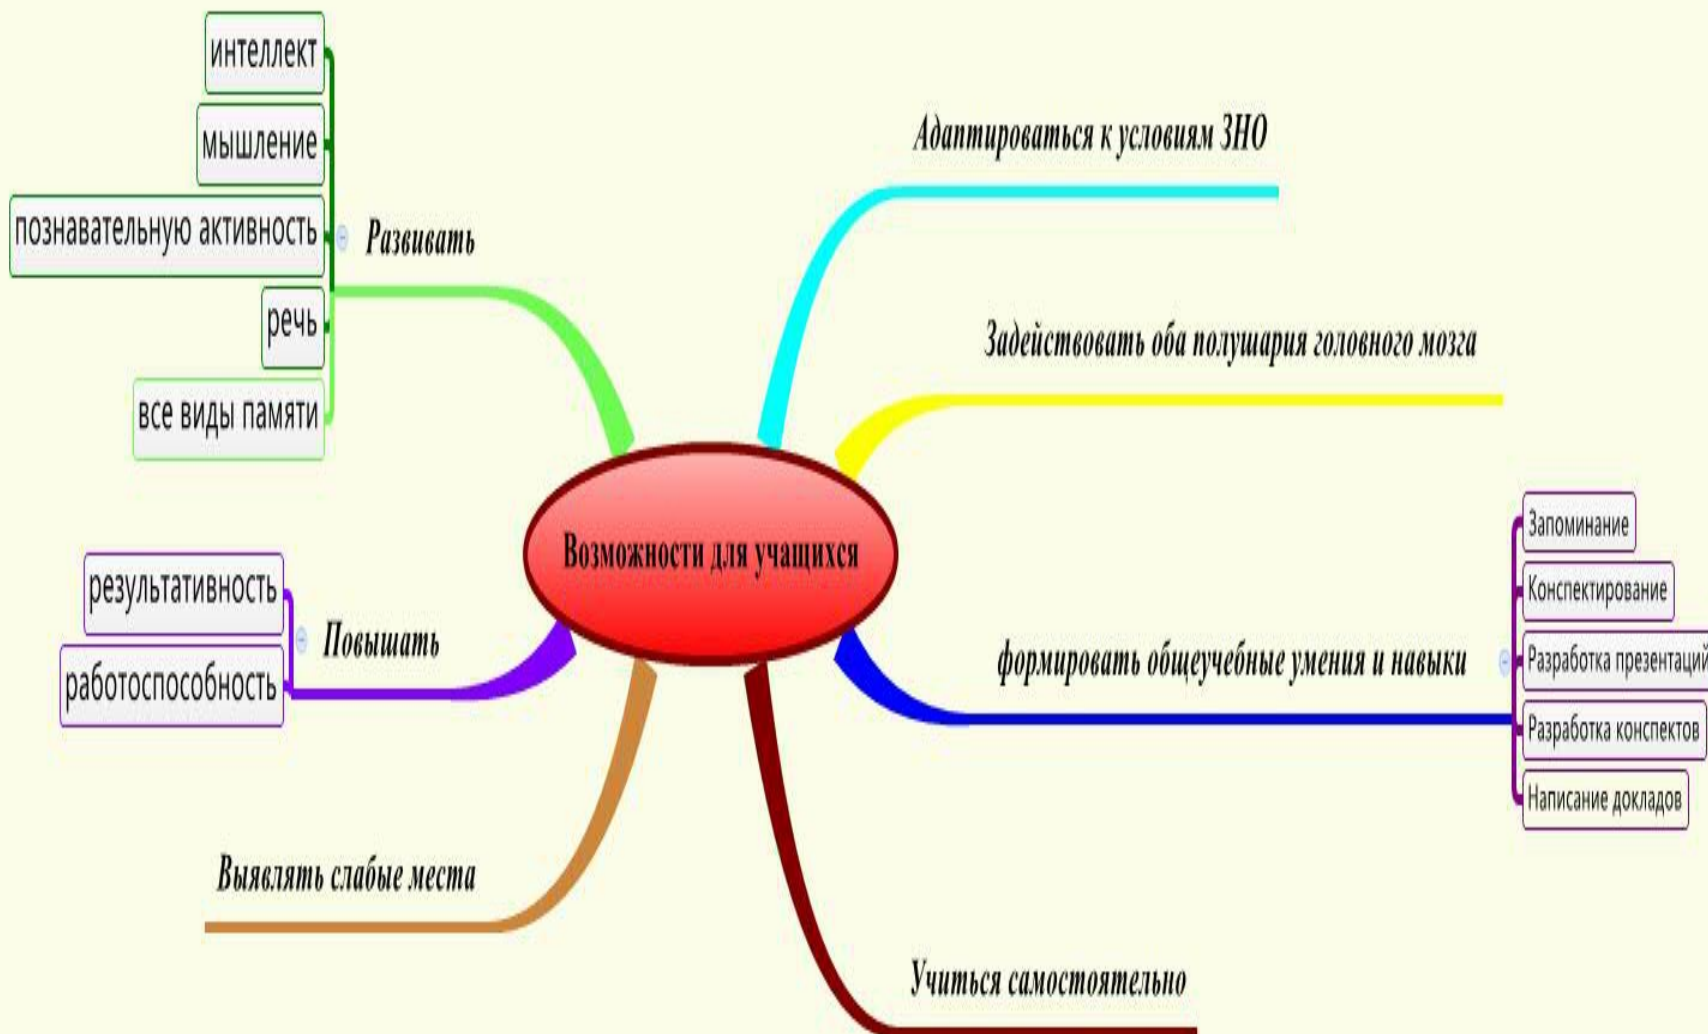 интеллект
мышление
познавательную активность
речь
все виды памяти
Развивать
результативность
работоспособность
Повышать
Выявлять слабые места
Возможности для учащихся
Адаптироваться к условиям ЗНО
Задействовать оба полушария головного мозга
формировать общеучебные умения и навыки
Запоминание
Конспектирование
Разработка презентаций
Разработка конспектов
Написание докладов
Учиться самостоятельно